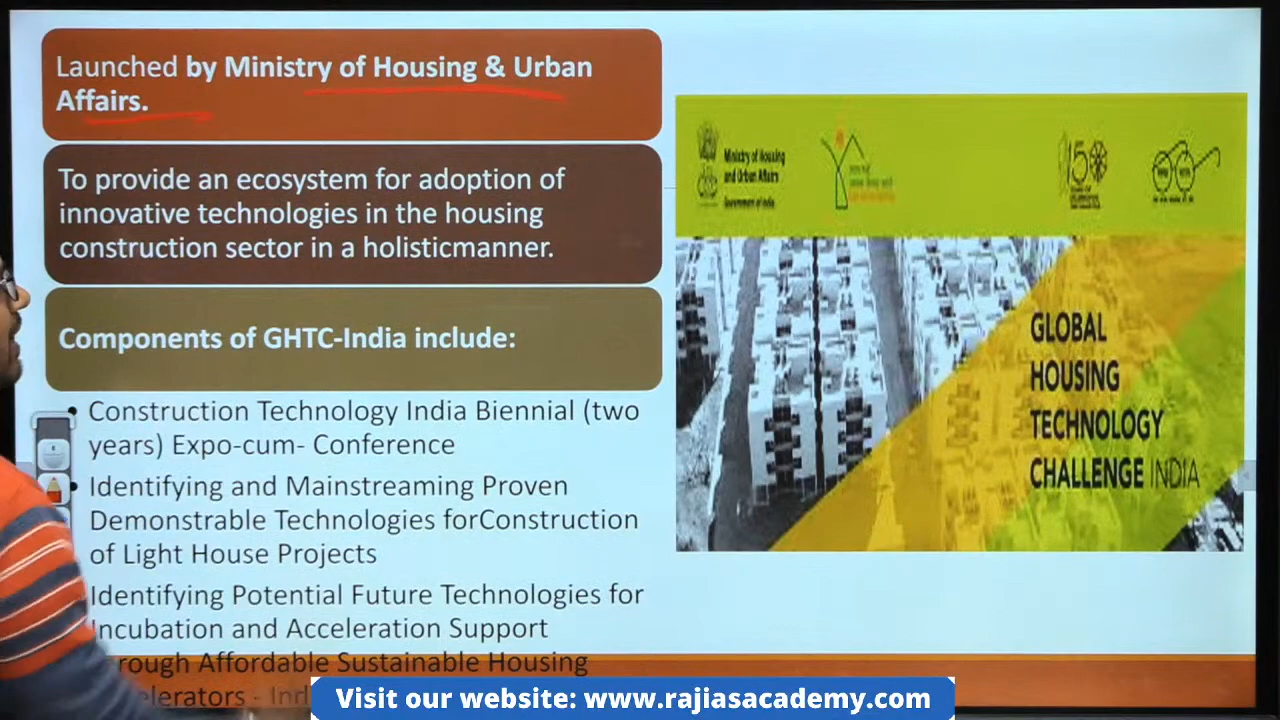 Launched by Ministry of Housing & Urban
Affairs.
To provide an ecosystem for adoption of
innovative technologies in the housing
construction sector in a holisticmanner.
Components of GHTC-India include:
• Construction Technology India Biennial (two
years) Expo-cum- Conference
• Identifying and Mainstreaming Proven
Demonstrable Technologies forConstruction
of Light House Projects
Identifying Potential Future Technologies for
Incubation and Acceleration Support
Affordable Sustainable Housing
Ministry of Housing
and Urban Affairs
Government of India
150
GLOBAL
HOUSING
TECHNOLOGY
CHALLENGE INDIA
Visit our website: www.rajiasacademy.com